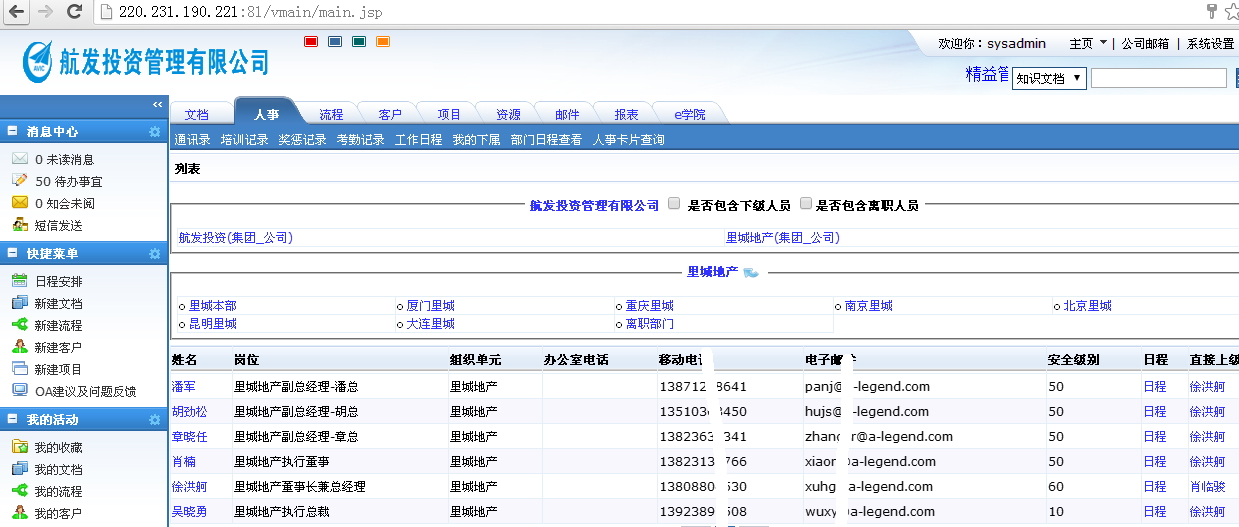 220.231.190.221:81/vmain/main.jsp
欢迎你：sysadmin 主页 | 公司邮箱 | 系统设置
AVIC 航发投资管理有限公司
精益管 知识文档
<< 文档 人事 流程 客户 项目 资源 邮件 报表 e学院
通讯录 培训记录 奖惩记录 考勤记录 工作日程 我的下属 部门日程查看 人事卡片查询
消息中心
0 未读消息
50 待办事宜
0 知会未阅
短信发送
快捷菜单
日程安排
新建文档
新建流程
新建客户
新建项目
OA建议及问题反馈
我的活动
我的收藏
我的文档
我的流程
我的客户
列表
航发投资管理有限公司 是否包含下级人员 是否包含离职人员
航发投资(集团_公司) 里城地产(集团_公司)
里城地产
里城本部 厦门里城 重庆里城 南京里城 北京里城
昆明里城 大连里城 离职部门
姓名 岗位 组织单元 办公室电话 移动电 电子邮 安全级别 日程 直接上级
潘军 里城地产副总经理-潘总 里城地产 13871 8641 panj@ -legend.com 50 日程 徐洪舸
胡劲松 里城地产副总经理-胡总 里城地产 13510 8450 hujs@ -legend.com 50 日程 徐洪舸
章晓任 里城地产副总经理-章总 里城地产 13823 341 zhan r@a-legend.com 50 日程 徐洪舸
肖楠 里城地产执行董事 里城地产 138231 766 xiao @a-legend.com 50 日程 徐洪舸
徐洪舸 里城地产董事长兼总经理 里城地产 138088 530 xuhg a-legend.com 60 日程 肖临骏
吴晓勇 里城地产执行总裁 里城地产 1392389 508 wuxy @a-legend.com 10 日程 徐洪舸